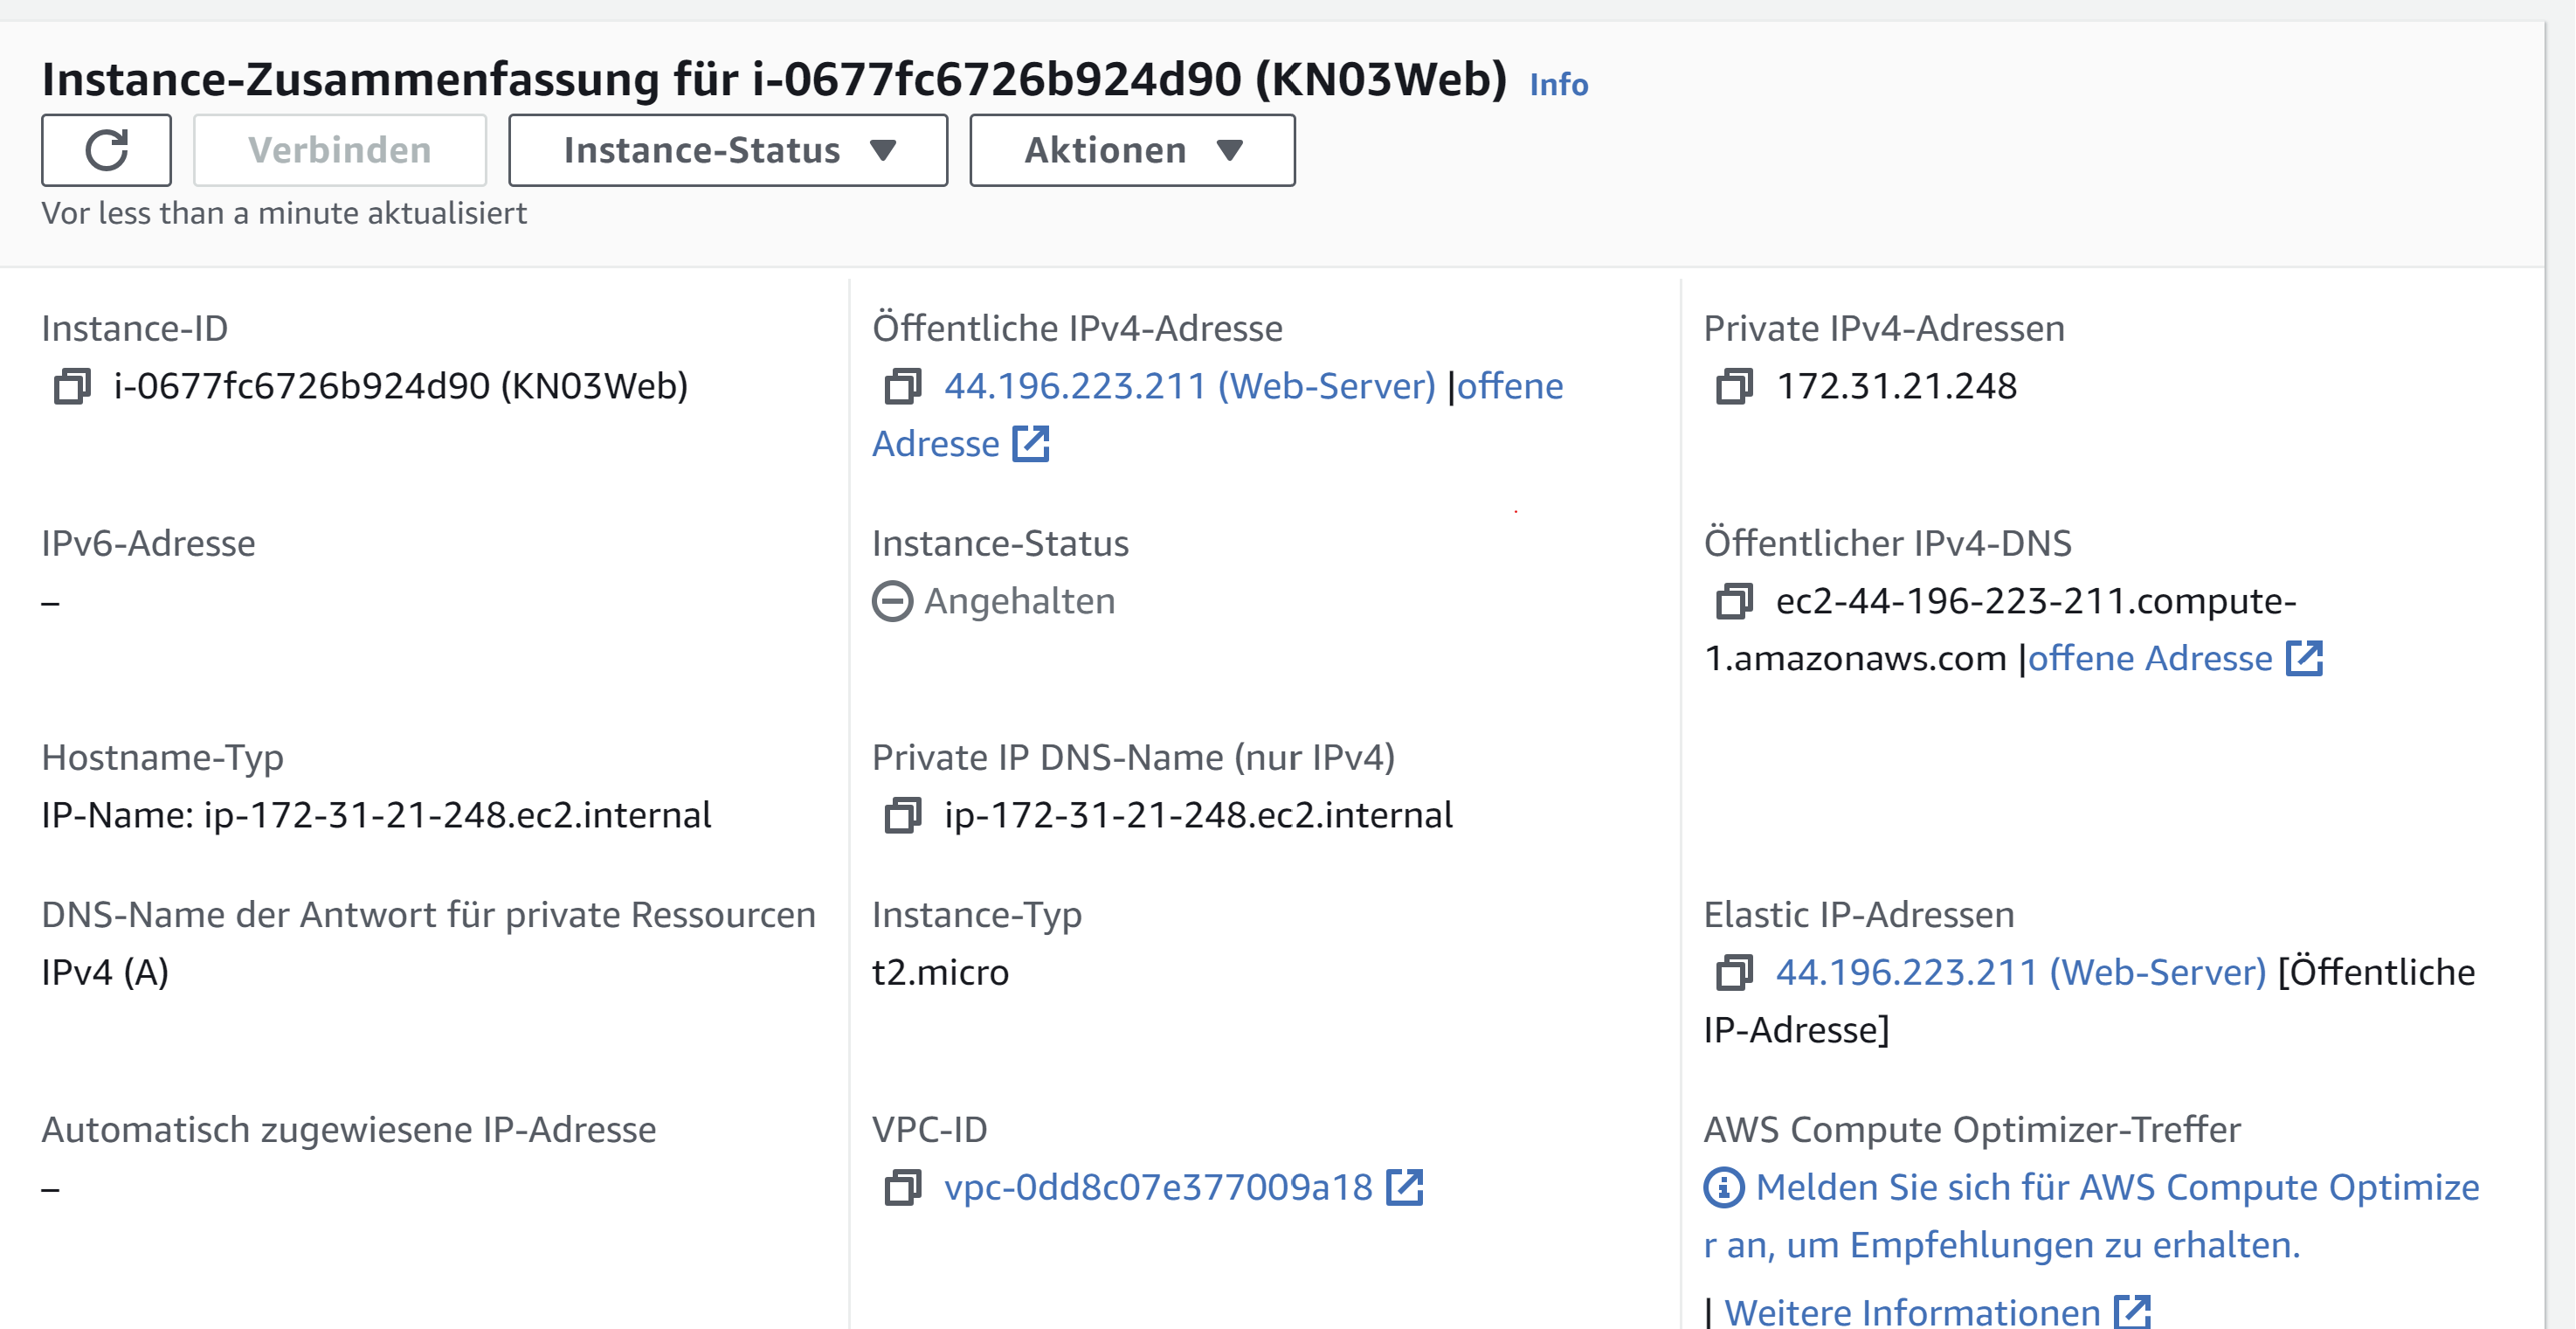 Instance-Zusammenfassung für i-0677fc6726b924d90 (KN03Web) Info
Verbinden
Instance-Status
Aktionen
Vor less than a minute aktualisiert
Instance-ID
i-0677fc6726b924d90 (KN03Web)
Öffentliche IPv4-Adresse
44.196.223.211 (Web-Server) |offene
Adresse
Private IPv4-Adressen
172.31.21.248
IPv6-Adresse
–
Instance-Status
Angehalten
Öffentlicher IPv4-DNS
ec2-44-196-223-211.compute-
1.amazonaws.com |offene Adresse
Hostname-Typ
IP-Name: ip-172-31-21-248.ec2.internal
Private IP DNS-Name (nur IPv4)
ip-172-31-21-248.ec2.internal
DNS-Name der Antwort für private Ressourcen
IPv4 (A)
Instance-Typ
t2.micro
Elastic IP-Adressen
44.196.223.211 (Web-Server) [Öffentliche
IP-Adresse]
Automatisch zugewiesene IP-Adresse
–
VPC-ID
vpc-0dd8c07e377009a18
AWS Compute Optimizer-Treffer
Melden Sie sich für AWS Compute Optimize
r an, um Empfehlungen zu erhalten.
| Weitere Informationen